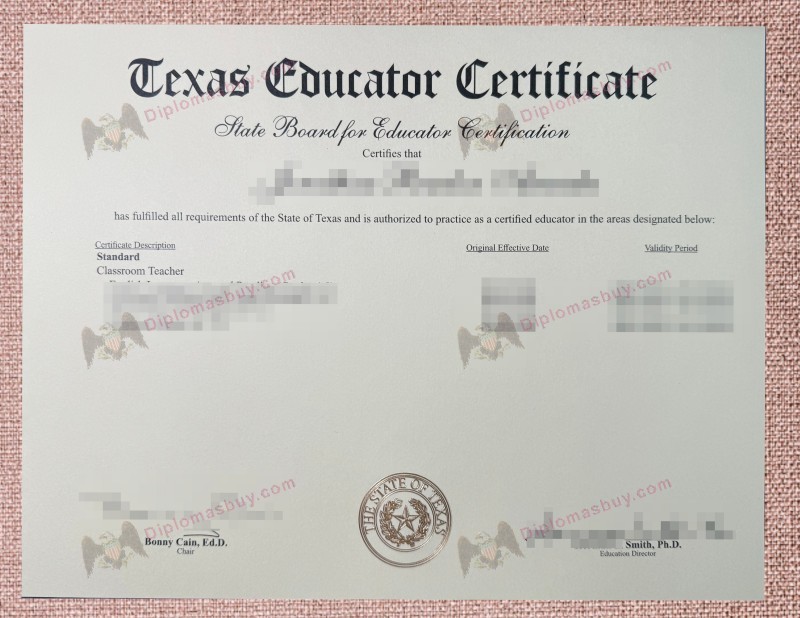 Texas Educator Certificate
Diplomasbuy.com
Diplomasbuy.com
State Board for Educator Certification
Certifies that
has fulfilled all requirements of the State of Texas and is authorized to practice as a certified educator in the areas designated below:
Certificate Description Original Effective Date Validity Period
Standard
Classroom Teacher
Diplomasbuy.com
Diplomasbuy.com
THE STATE OF TEXAS
Diplomasbuy.com
Diplomasbuy.com
Bonny Cain, Ed.D. Smith, Ph.D.
Chair Education Director